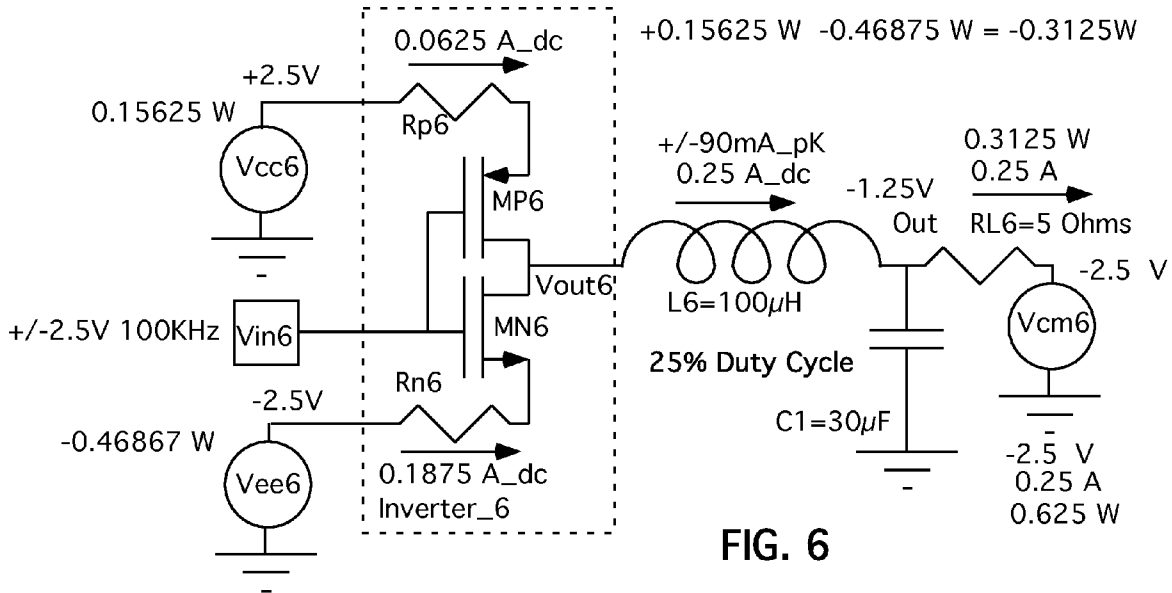 0.0625 A_dc
+0.15625 W -0.46875 W = -0.3125W
+2.5V
0.15625 W
Rp6
Vcc6
MP6
+/-90mA_pK
0.25 A_dc
0.3125 W
0.25 A
-1.25V
Out
RL6=5 Ohms
-2.5 V
Vout6
L6=100µH
+/-2.5V 100KHz
Vin6
MN6
Vcm6
25% Duty Cycle
Rn6
-2.5V
C1=30µF
-0.46867 W
Vee6
0.1875 A_dc
Inverter_6
-2.5 V
0.25 A
0.625 W
FIG. 6